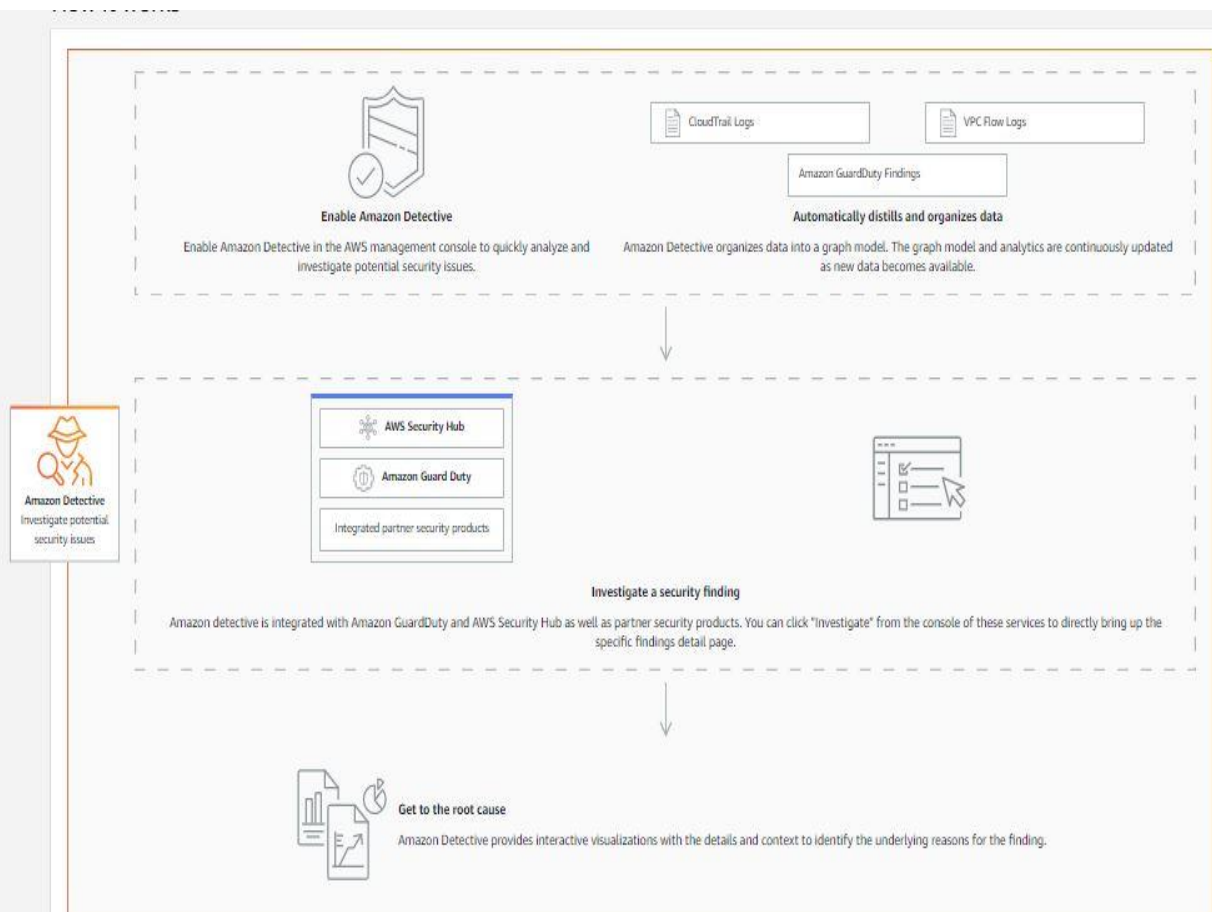 CloudTrail Logs
VPC Flow Logs
Amazon GuardDuty Findings
Enable Amazon Detective
Enable Amazon Detective in the AWS management console to quickly analyze and
investigate potential security issues.
Automatically distills and organizes data
Amazon Detective organizes data into a graph model. The graph model and analytics are continuously updated
as new data becomes available.
Amazon Detective
Investigate potential
security issues
AWS Security Hub
Amazon Guard Duty
Integrated partner security products
Investigate a security finding
Amazon detective is integrated with Amazon GuardDuty and AWS Security Hub as well as partner security products. You can click "Investigate" from the console of these services to directly bring up the
specific findings detail page.
Get to the root cause
Amazon Detective provides interactive visualizations with the details and context to identify the underlying reasons for the finding.